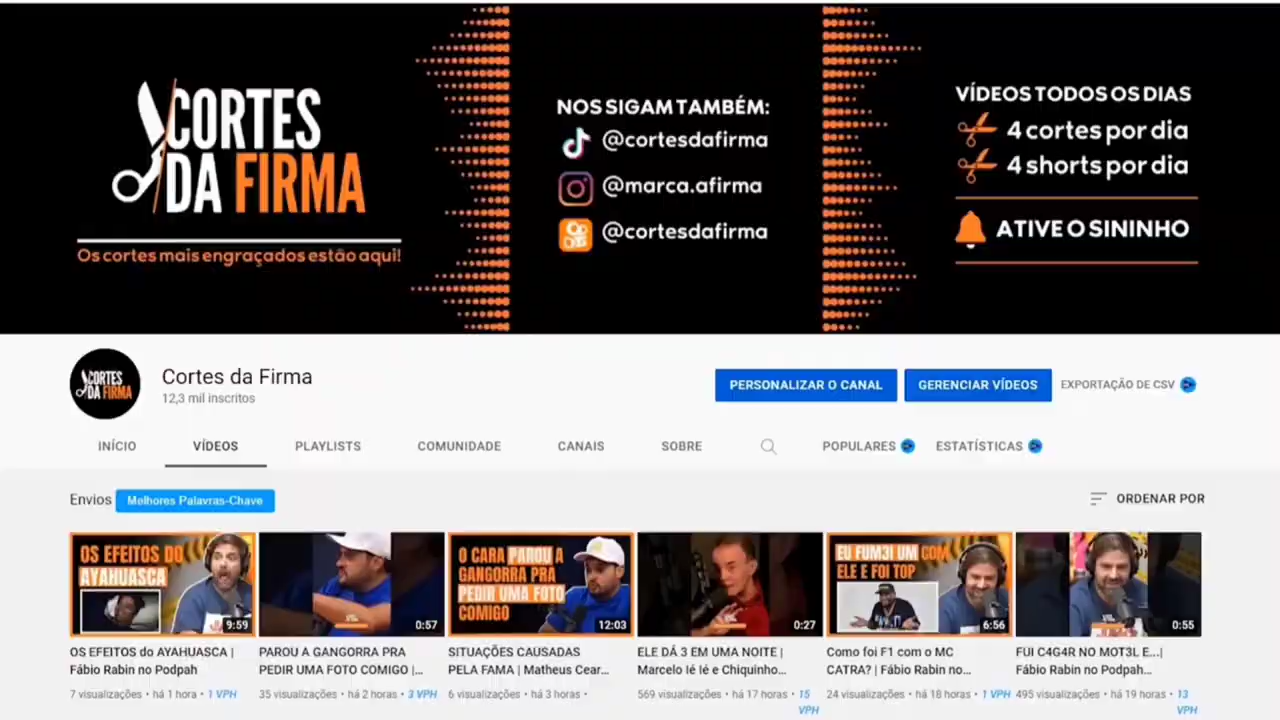 CORTES
DA FIRMA
Os cortes mais engraçados estão aqui!
NOS SIGAM TAMBÉM:
@cortesdafirma
@marca.afirma
@cortesdafirma
VÍDEOS TODOS OS DIAS
4 cortes por dia
4 shorts por dia
ATIVE O SININHO
CORTES
DA FIRMA
Cortes da Firma
12,3 mil inscritos
PERSONALIZAR O CANAL
GERENCIAR VÍDEOS
EXPORTAÇÃO DE CSV
INÍCIO
VÍDEOS
PLAYLISTS
COMUNIDADE
CANAIS
SOBRE
POPULARES
ESTATÍSTICAS
Envios
Melhores Palavras-Chave
ORDENAR POR
OS EFEITOS DO
AYAHUASCA
9:59
OS EFEITOS do AYAHUASCA |
Fábio Rabin no Podpah
7 visualizações • há 1 hora • 1 VPH
0:57
PAROU A GANGORRA PRA
PEDIR UMA FOTO COMIGO |...
35 visualizações • há 2 horas • 3 VPH
O CARA PAROU A
GANGORRA PRA
PEDIR UMA FOTO
COMIGO
12:03
SITUAÇÕES CAUSADAS
PELA FAMA | Matheus Cear...
6 visualizações • há 3 horas •
0:27
ELE DÁ 3 EM UMA NOITE |
Marcelo lé lé e Chiquinho...
569 visualizações • há 17 horas • 15
VPH
EU FUM3I UM COM
ELE E FOI TOP
6:56
Como foi F1 com o MC
CATRA? | Fábio Rabin no...
24 visualizações • há 18 horas • 1 VPH
0:55
FUI C4G4R NO MOT3L E...|
Fábio Rabin no Podpah...
495 visualizações • há 19 horas • 13
VPH